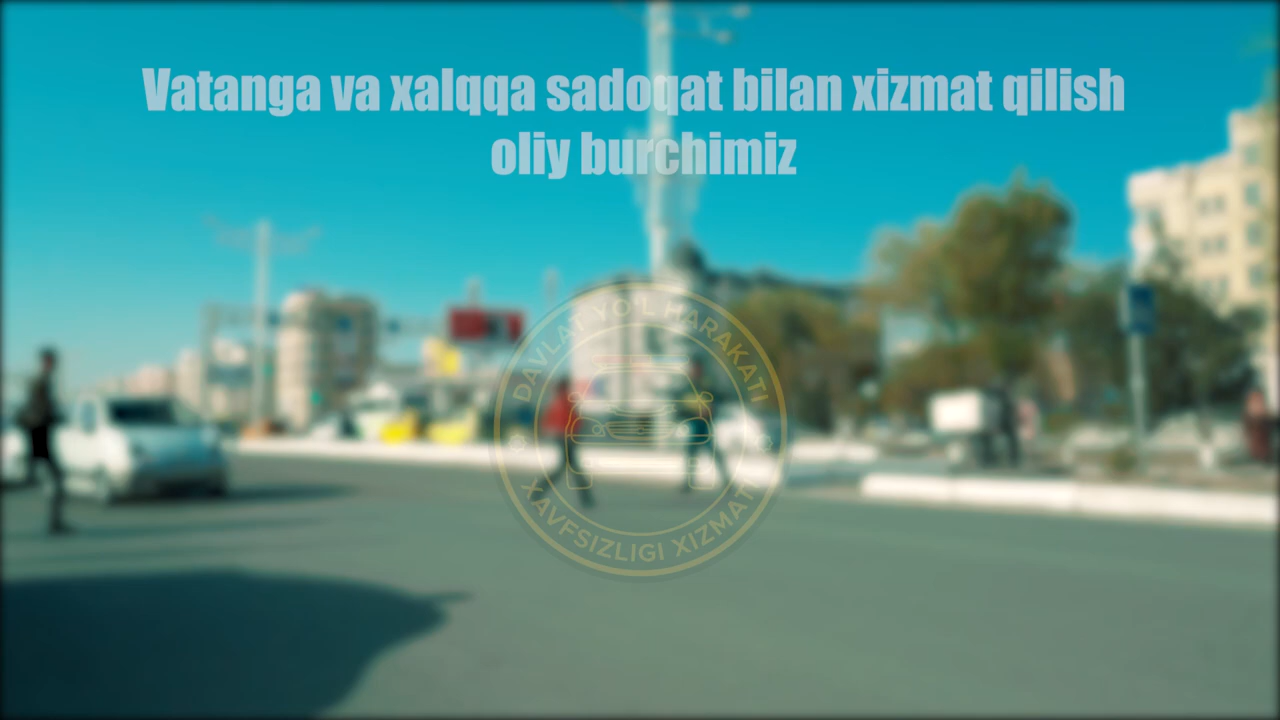 Vatanga va xalqqa sadoqat bilan xizmat qilish
oliy burchimiz
DAVLAT YO'L HARAKATI
XAVFSIZLIGI XIZMATI